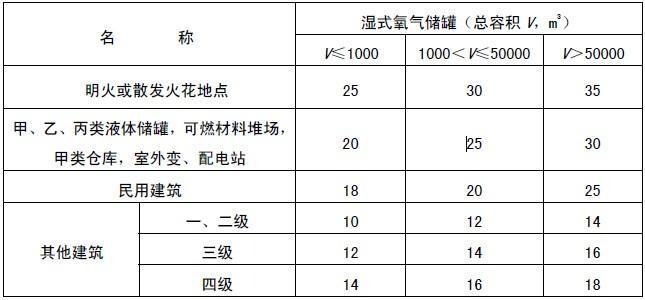 名 称 湿式氧气储罐（总容积 V，m³）
V≤1000 1000＜V≤50000 V＞50000
明火或散发火花地点 25 30 35
甲、乙、丙类液体储罐，可燃材料堆场，
甲类仓库，室外变、配电站 20 25 30
民用建筑 18 20 25
其他建筑 一、二级 10 12 14
三级 12 14 16
四级 14 16 18